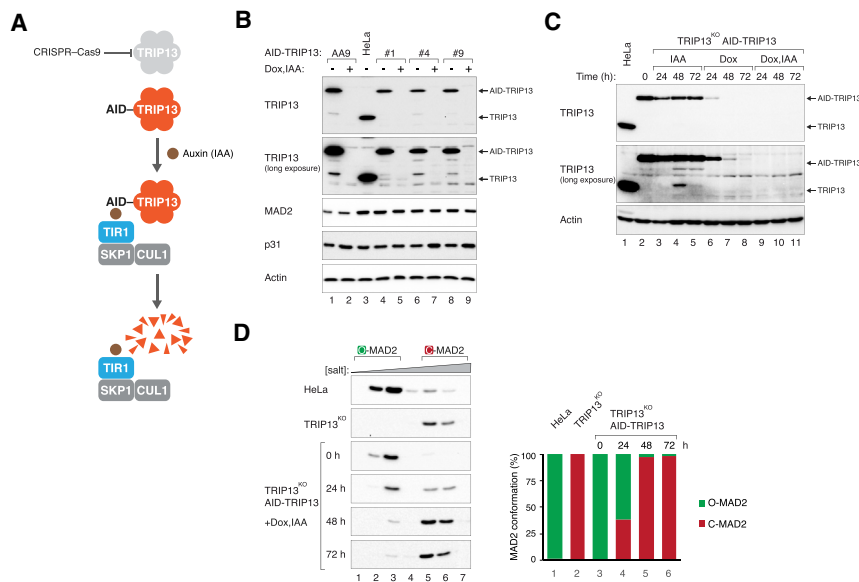 A
CRISPR–Cas9
TRIP13
AID–TRIP13
Auxin (IAA)
AID–TRIP13
TIR1
SKP1 CUL1
TIR1
SKP1 CUL1
B
AID-TRIP13: AA9 HeLa #1 #4 #9
Dox,IAA: - + - - + - + - +
TRIP13
AID-TRIP13
TRIP13
TRIP13
(long exposure)
AID-TRIP13
TRIP13
MAD2
p31
Actin
1 2 3 4 5 6 7 8 9
C
HeLa
TRIP13KO AID-TRIP13
IAA Dox Dox,IAA
Time (h): 0 24 48 72 24 48 72 24 48 72
TRIP13
AID-TRIP13
TRIP13
TRIP13
(long exposure)
AID-TRIP13
TRIP13
Actin
1 2 3 4 5 6 7 8 9 10 11
D
O-MAD2 C-MAD2
[salt]:
HeLa
TRIP13KO
TRIP13KO
AID-TRIP13
+Dox,IAA
0 h
24 h
48 h
72 h
1 2 3 4 5 6 7
HeLa
TRIP13KO
TRIP13KO
AID-TRIP13
0 24 48 72 h
MAD2 conformation (%)
100
75
50
25
0
O-MAD2
C-MAD2
1 2 3 4 5 6